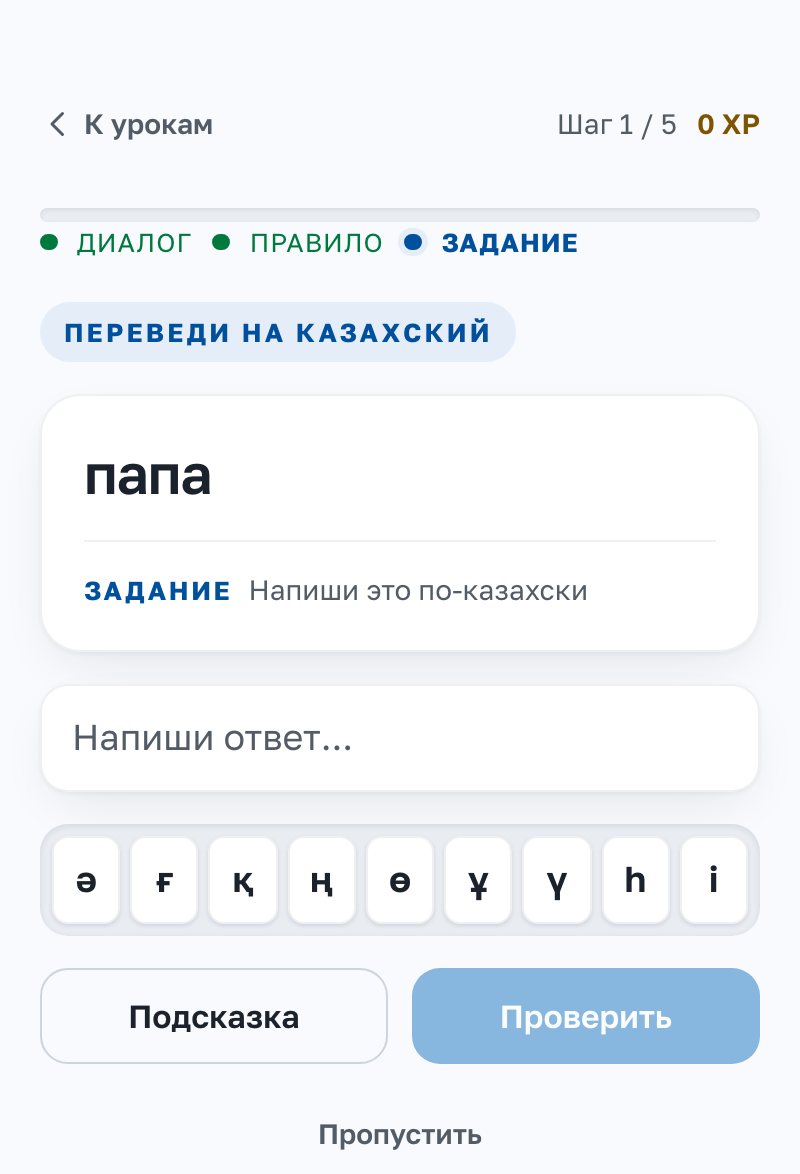 К урокам Шаг 1 / 5 0 XP
ДИАЛОГ ПРАВИЛО ЗАДАНИЕ
ПЕРЕВЕДИ НА КАЗАХСКИЙ
папа
ЗАДАНИЕ Напиши это по-казахски
Напиши ответ...
ә ғ қ ң ө ұ ү һ і
Подсказка Проверить
Пропустить